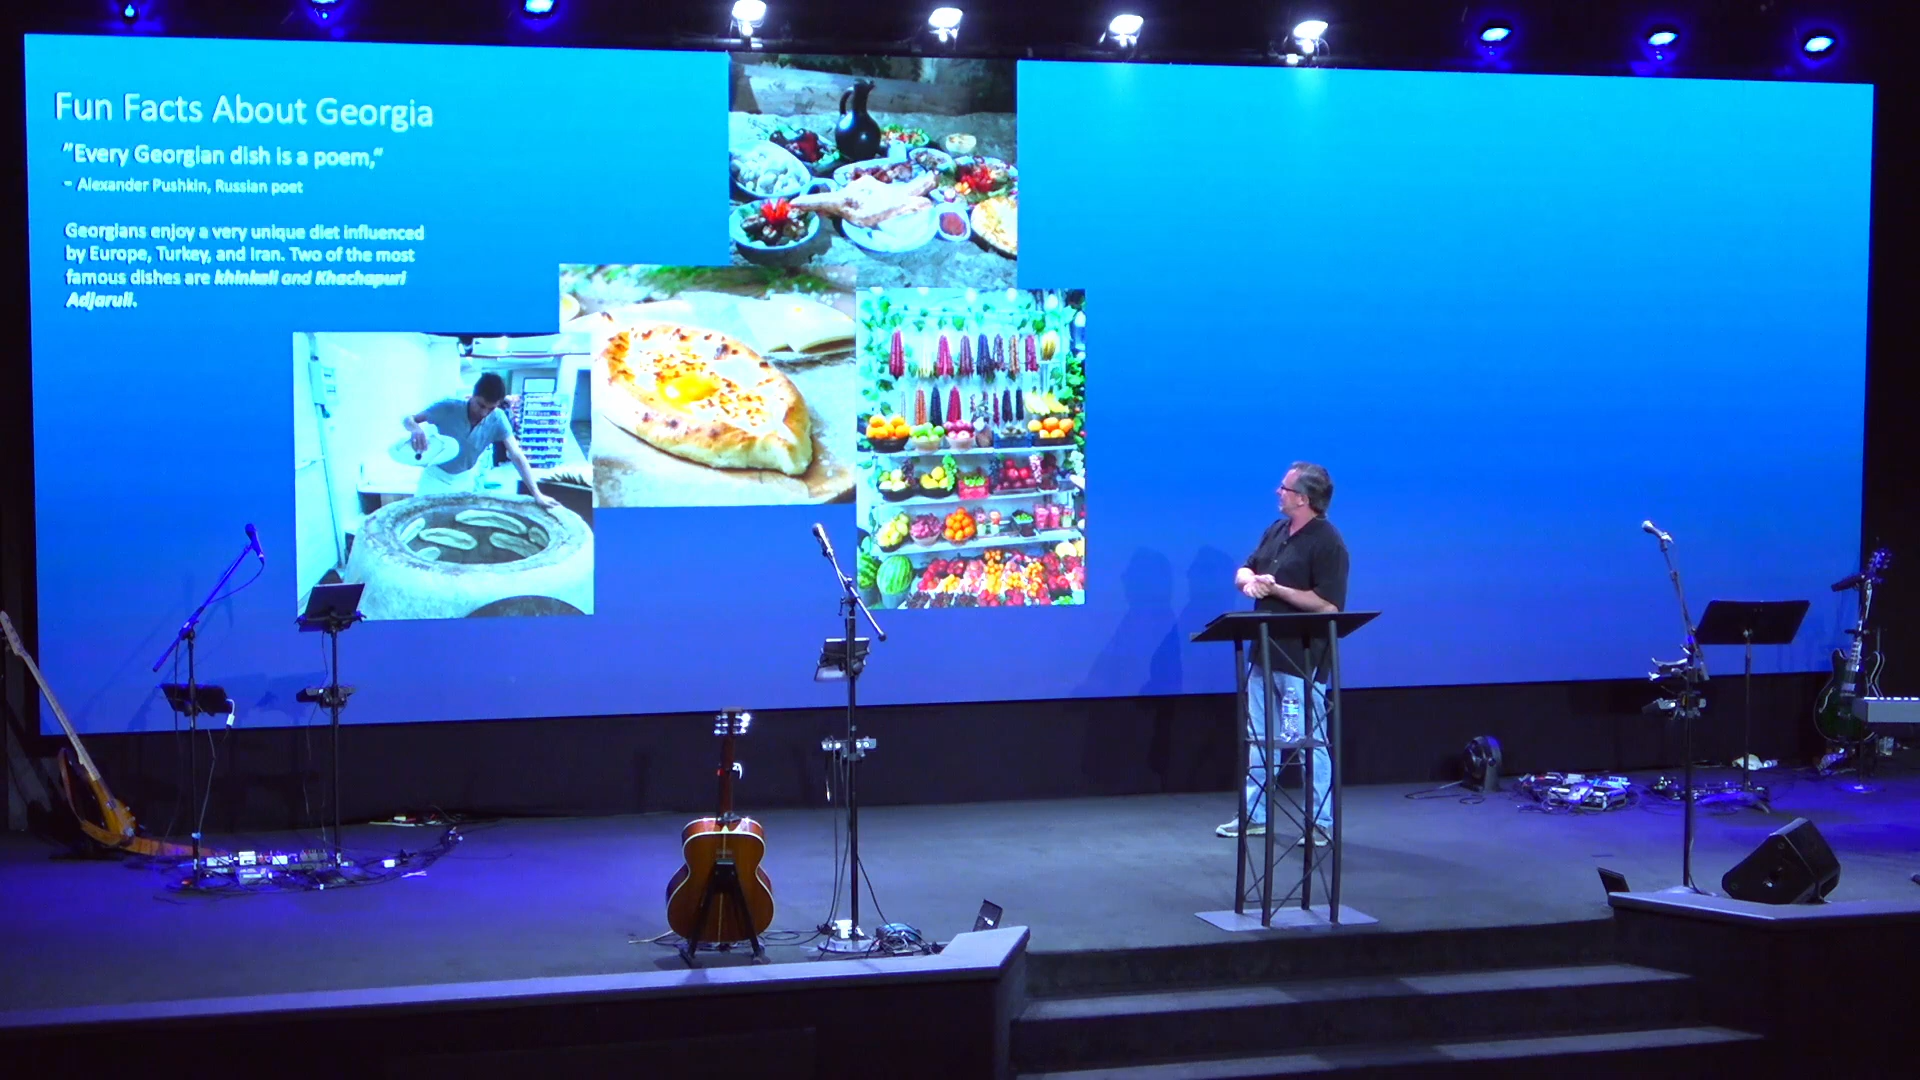 Fun Facts About Georgia
"Every Georgian dish is a poem,"
- Alexander Pushkin, Russian poet
Georgians enjoy a very unique diet influenced
by Europe, Turkey, and Iran. Two of the most
famous dishes are khinkali and Khachapuri
Adjaruli.